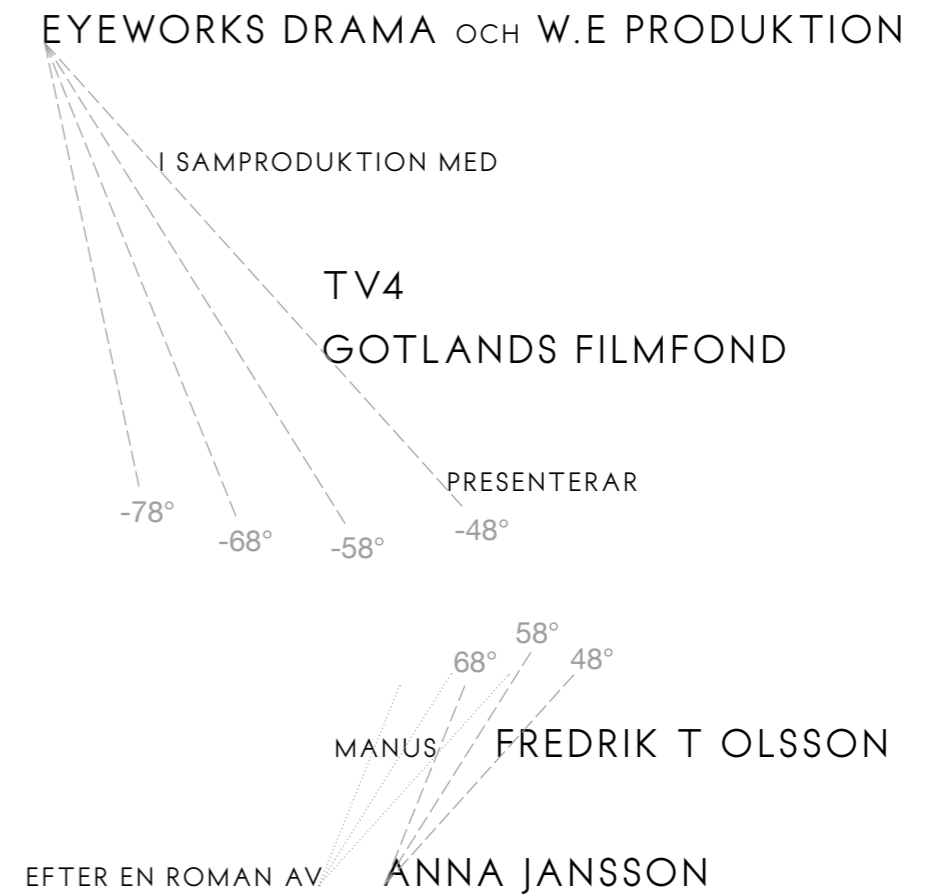 EYEWORKS DRAMA OCH W.E PRODUKTION
I SAMPRODUKTION MED
TV4
GOTLANDS FILMFOND
PRESENTERAR
-78°
-68°
-58°
-48°
68°
58°
48°
MANUS FREDRIK T OLSSON
EFTER EN ROMAN AV ANNA JANSSON